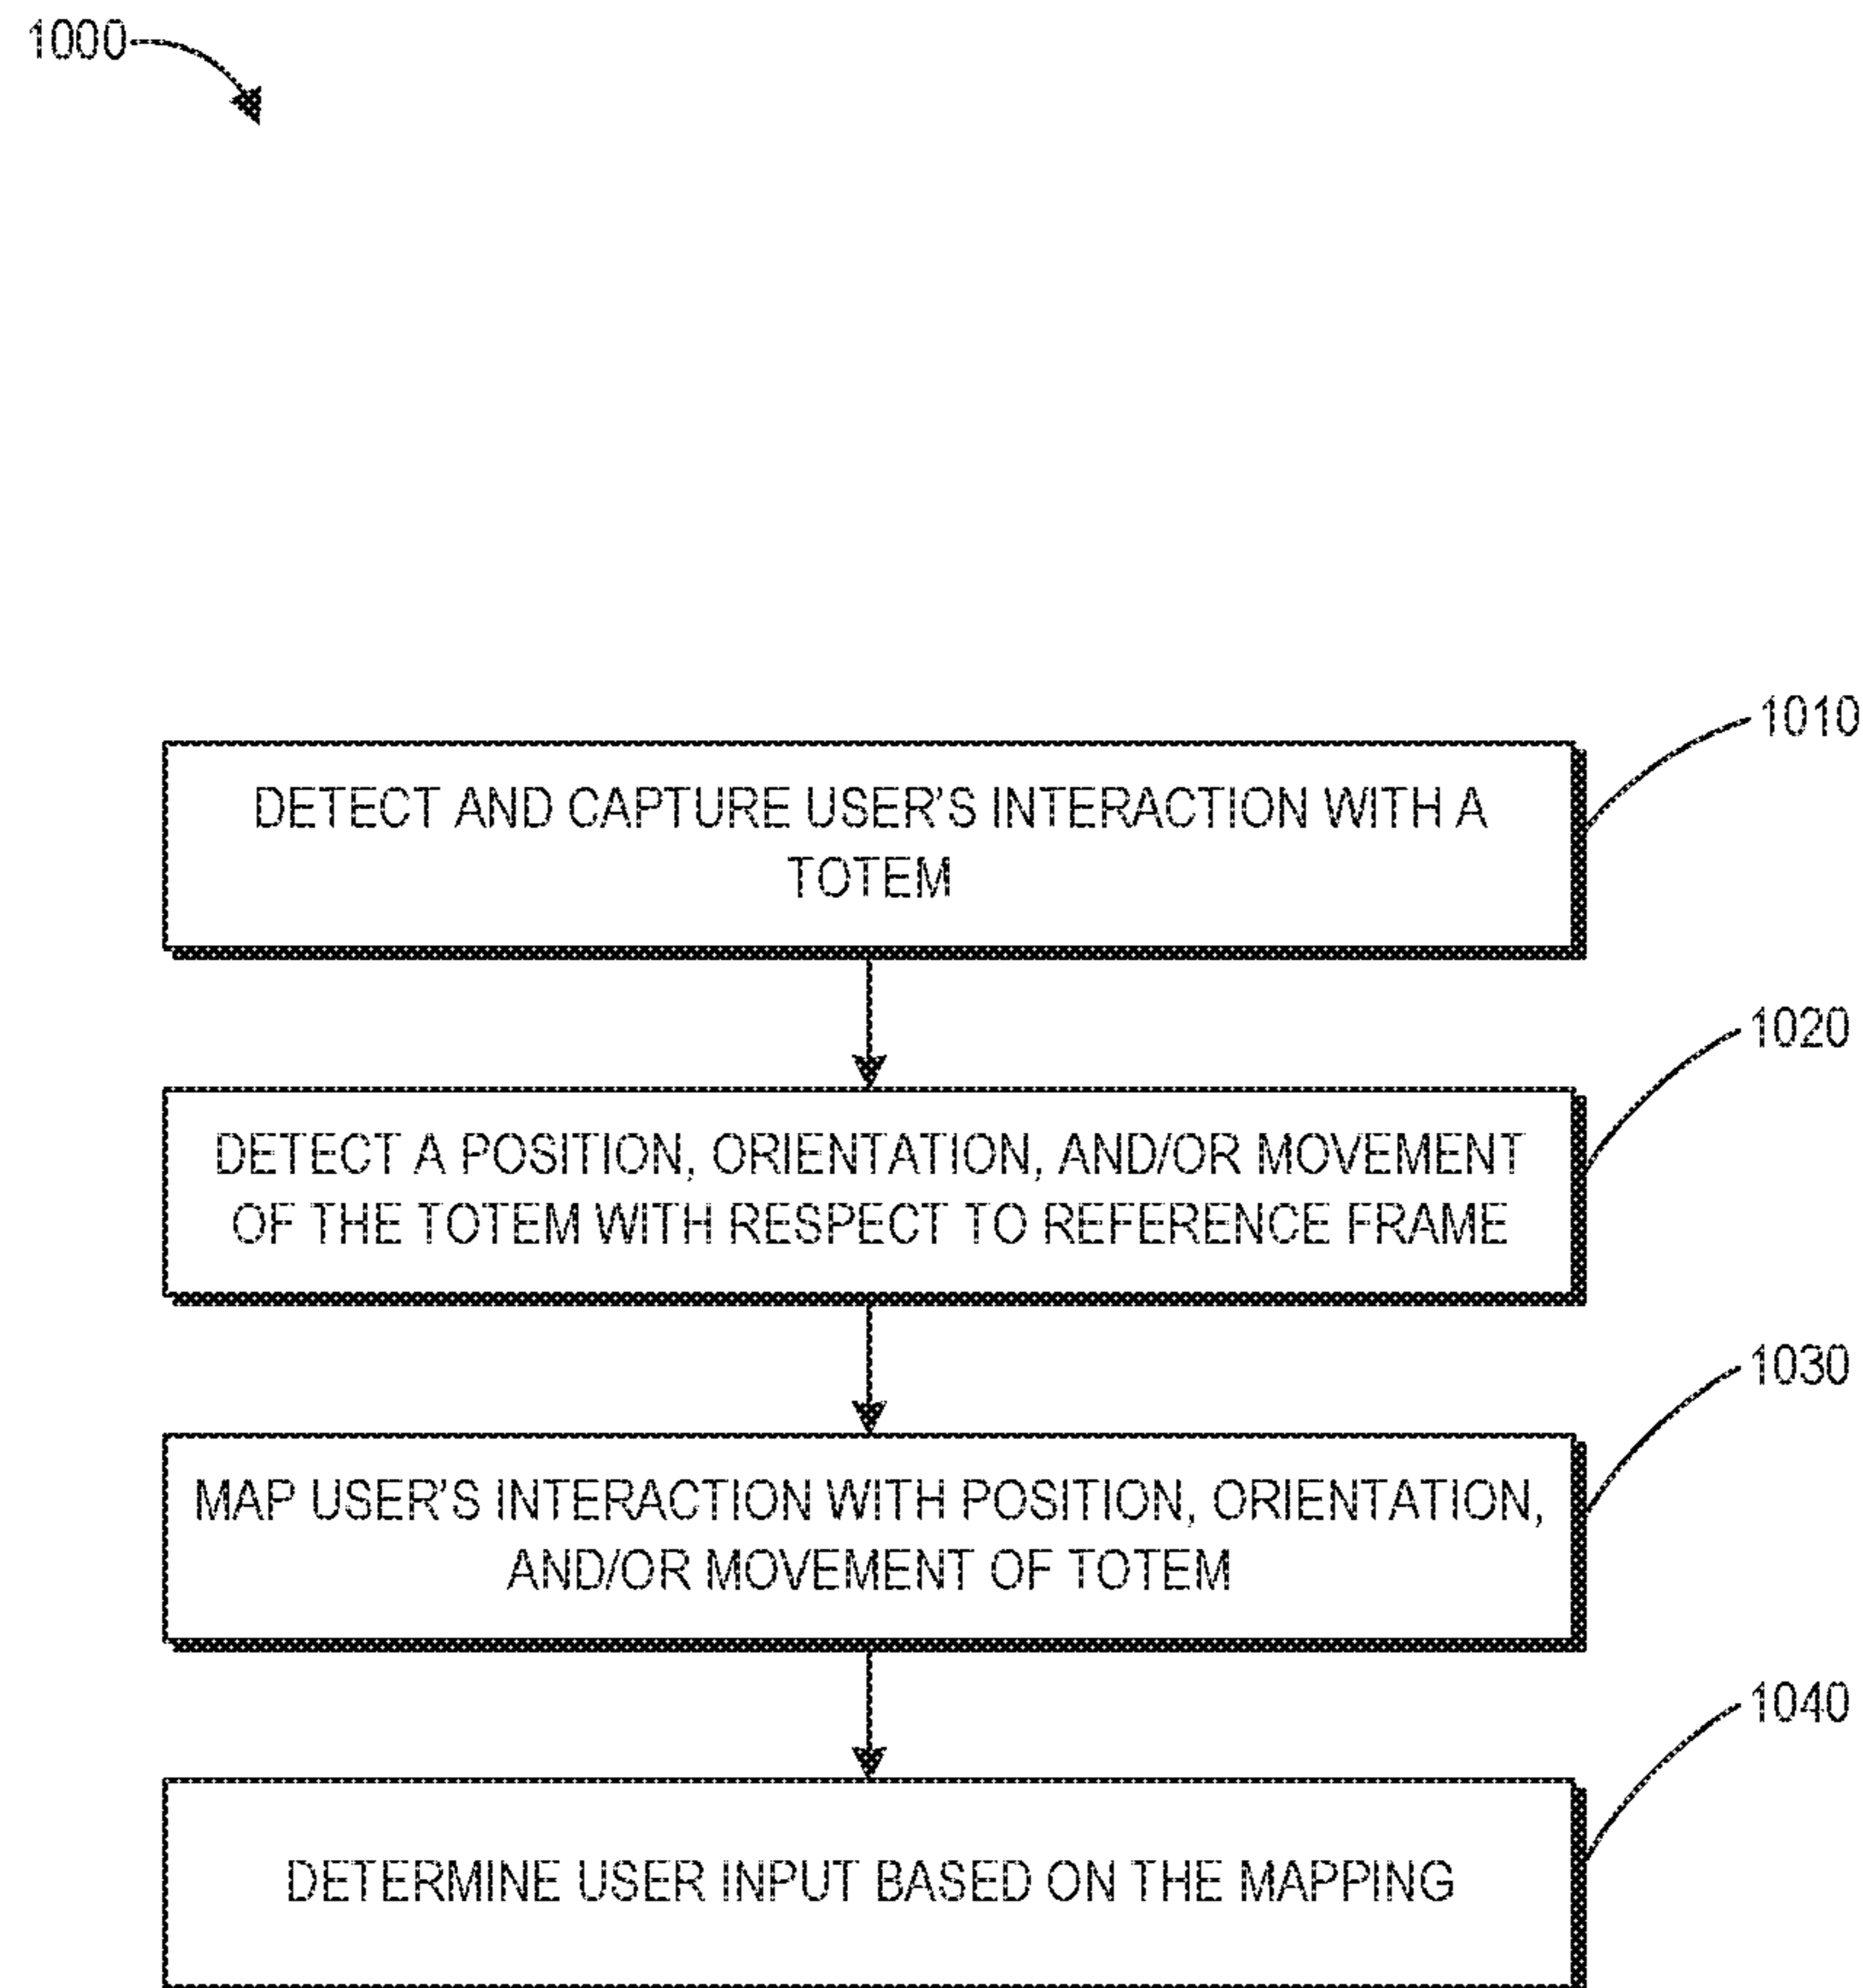 1000
1010
DETECT AND CAPTURE USER'S INTERACTION WITH A
TOTEM
1020
DETECT A POSITION, ORIENTATION, AND/OR MOVEMENT
OF THE TOTEM WITH RESPECT TO REFERENCE FRAME
1030
MAP USER'S INTERACTION WITH POSITION, ORIENTATION,
AND/OR MOVEMENT OF TOTEM
1040
DETERMINE USER INPUT BASED ON THE MAPPING